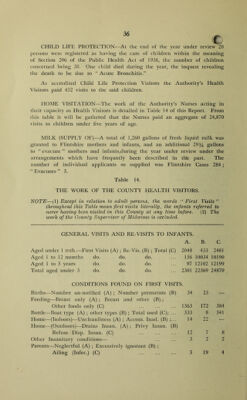 36
CHILD LIFE PROTECTION—At the end of the year under review 20
persons were registered as having the care of children within the meaning
of Section 206 of the Public Health Act of 1936, the number of children
concerned being 20. One child died during the year, the inquest revealing
the death to be due to "Acute Bronchitis."
As accredited Child Life Protection Visitors the Authority's Health
Visitors paid 432 visits to the said children.
HOME VISITATION—The work of the Authority's Nurses acting in
their capacity as Health Visitors is detailed in Table 14 of this Report. From
this table it will be gathered that the Nurses paid an aggregate of 24,870
visits to children under five years of age.
MILK (SUPPLY OF)—A total of 1,260 gallons of fresh liquid milk was
granted to Flintshire mothers and infants, and an additional 29¼ gallons
to "evacuee" mothers and infants during the year under review under the
arrangements which have frequently been described in the past. The
number of individual applicants so supplied was Flintshire Cases 284;
"Evacuees" 3.
Table 14.
THE WORK OF THE COUNTY HEALTH VISITORS.
NOTE—(1) Except in relation to adult persons, the words "First Visits"
throughout this Table mean first visits literally, the infants referred to
never having been visited in this County at any time before. (2) The
work of the County Supervisor of Midwives is excluded.
GENERAL VISITS AND RE-VISITS TO INFANTS.
A. B. C.
Aged under 1 mth.—First Visits (A); Re-Vis. (B); Total (C) 2048 433 2481
Aged 1 to 12 months do. do. do. ... 156 10034 10190
Aged 1 to 5 years do. do. do. ... 97 12102 12199
Total aged under 5 do. do. do. ... 2301 22569 24870
CONDITIONS FOUND ON FIRST VISITS.
Births—Number un-notified (A); Number premature (B) 34 23 —
Feeding—Breast only (A); Breast and other (B);
Other foods only (C) 1563 172 384
Bottle—Boat type (A); other types (B); Total used (C); ... 333 8 341
Home—(Indoors)—Uncleanliness (A); Accom. Insuf. (B); ... 14 22 —
Home—(Outdoors)—Drains Insan. (A); Privy Insan. (B)
Refuse Disp. Insan. (C) 12 7 8
Other Insanitary conditions— 3 2 2
Parents—Neglectful (A); Excessively ignorant (B);
Ailing (Infec.) (C) 3 19 4